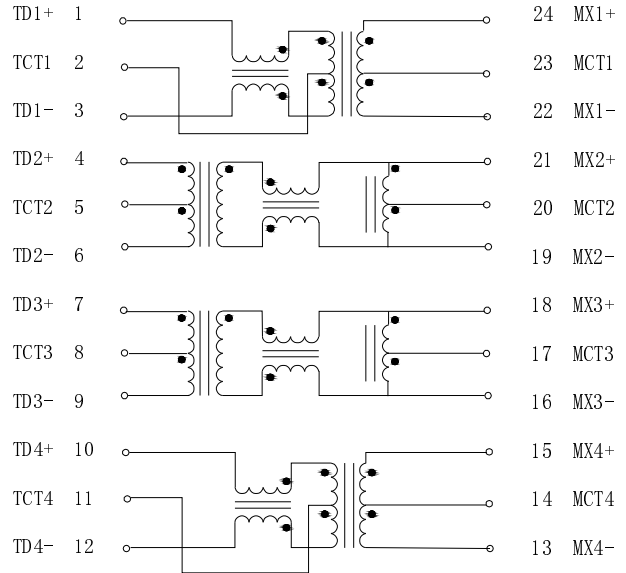 TD1+ 1 24 MX1+
TCT1 2 23 MCT1
TD1- 3 22 MX1-
TD2+ 4 21 MX2+
TCT2 5 20 MCT2
TD2- 6 19 MX2-
TD3+ 7 18 MX3+
TCT3 8 17 MCT3
TD3- 9 16 MX3-
TD4+ 10 15 MX4+
TCT4 11 14 MCT4
TD4- 12 13 MX4-